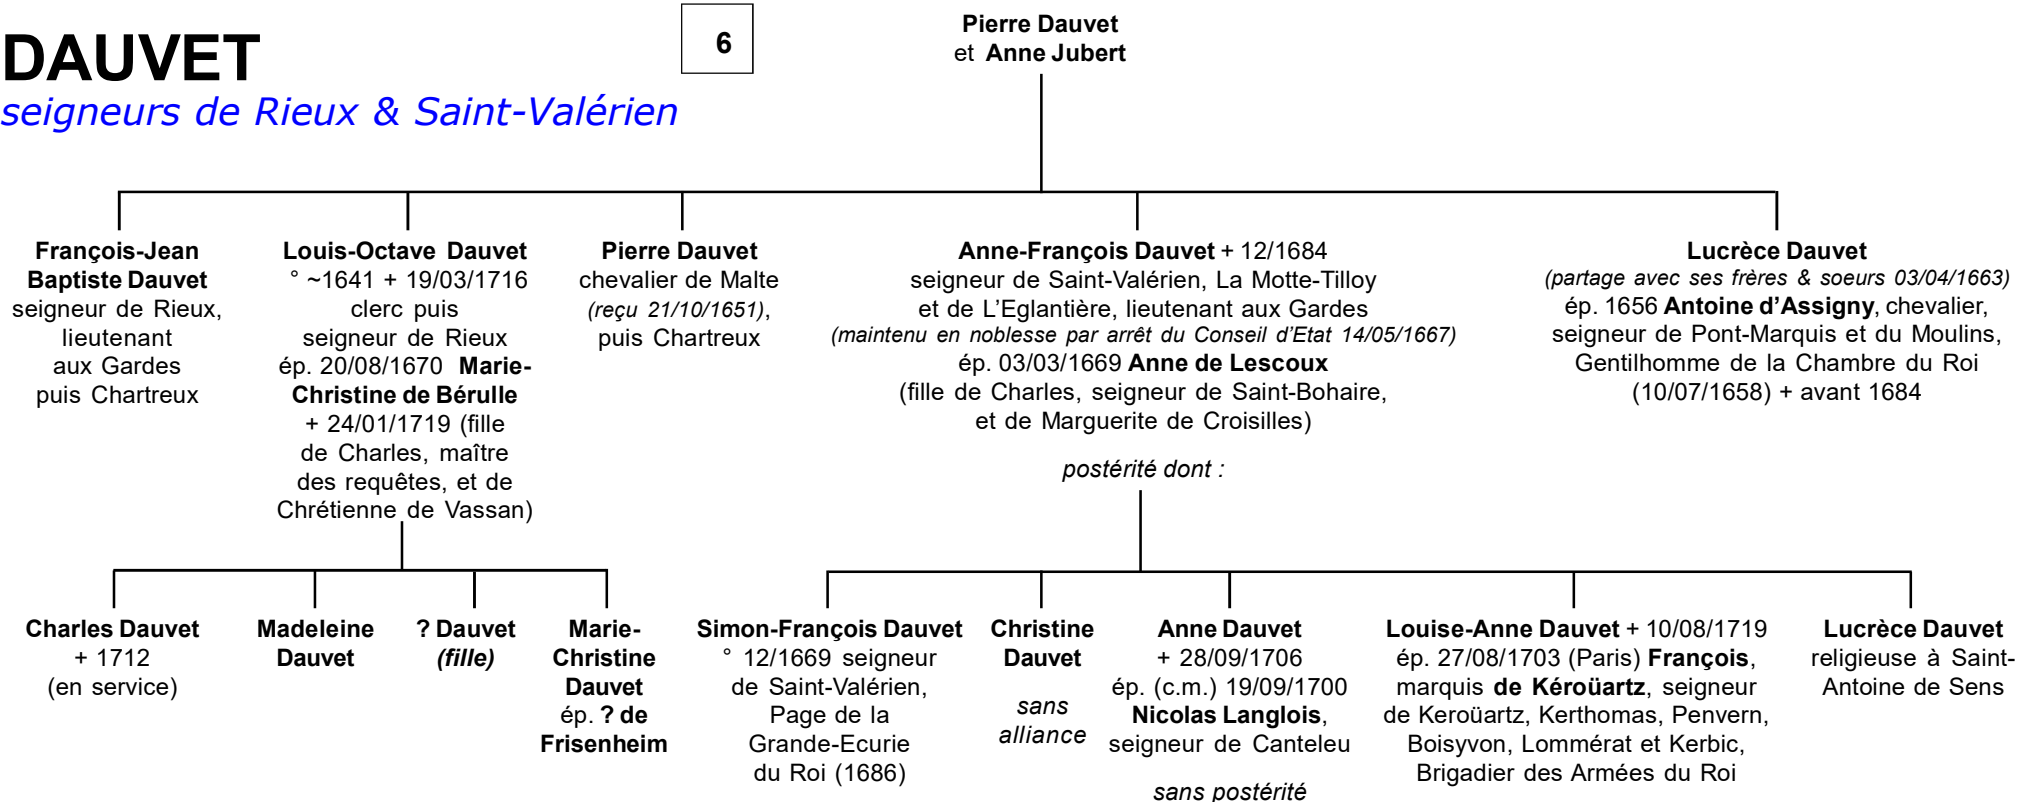 DAUVET
seigneurs de Rieux & Saint-Valérien
6
Pierre Dauvet
et Anne Jubert
François-Jean
Baptiste Dauvet
seigneur de Rieux,
lieutenant
aux Gardes
puis Chartreux
Louis-Octave Dauvet
° ~1641 + 19/03/1716
clerc puis
seigneur de Rieux
ép. 20/08/1670 Marie-
Christine de Bérulle
+ 24/01/1719 (fille
de Charles, maître
des requêtes, et de
Chrétienne de Vassan)
Pierre Dauvet
chevalier de Malte
(reçu 21/10/1651),
puis Chartreux
Anne-François Dauvet + 12/1684
seigneur de Saint-Valérien, La Motte-Tilloy
et de L’Eglantière, lieutenant aux Gardes
(maintenu en noblesse par arrêt du Conseil d’Etat 14/05/1667)
ép. 03/03/1669 Anne de Lescoux
(fille de Charles, seigneur de Saint-Bohaire,
et de Marguerite de Croisilles)
postérité dont :
Lucrèce Dauvet
(partage avec ses frères & soeurs 03/04/1663)
ép. 1656 Antoine d’Assigny, chevalier,
seigneur de Pont-Marquis et du Moulins,
Gentilhomme de la Chambre du Roi
(10/07/1658) + avant 1684
Charles Dauvet
+ 1712
(en service)
Madeleine
Dauvet
? Dauvet
(fille)
Marie-
Christine
Dauvet
ép. ? de
Frisenheim
Simon-François Dauvet
° 12/1669 seigneur
de Saint-Valérien,
Page de la
Grande-Ecurie
du Roi (1686)
Christine
Dauvet
sans
alliance
Anne Dauvet
+ 28/09/1706
ép. (c.m.) 19/09/1700
Nicolas Langlois,
seigneur de Canteleu
sans postérité
Louise-Anne Dauvet + 10/08/1719
ép. 27/08/1703 (Paris) François,
marquis de Kéroüartz, seigneur
de Keroüartz, Kerthomas, Penvern,
Boisyvon, Lommérat et Kerbic,
Brigadier des Armées du Roi
Lucrèce Dauvet
religieuse à Saint-
Antoine de Sens